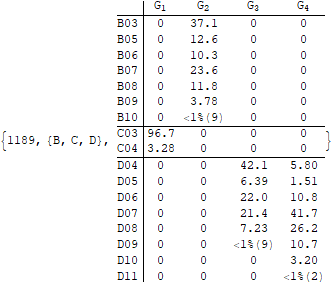 G1 G2 G3 G4
B03 0 37.1 0 0
B05 0 12.6 0 0
B06 0 10.3 0 0
B07 0 23.6 0 0
B08 0 11.8 0 0
B09 0 3.78 0 0
B10 0 <1%(9) 0 0
{1189, {B, C, D}, }
C03 96.7 0 0 0
C04 3.28 0 0 0
D04 0 0 42.1 5.80
D05 0 0 6.39 1.51
D06 0 0 22.0 10.8
D07 0 0 21.4 41.7
D08 0 0 7.23 26.2
D09 0 0 <1%(9) 10.7
D10 0 0 0 3.20
D11 0 0 0 <1%(2)